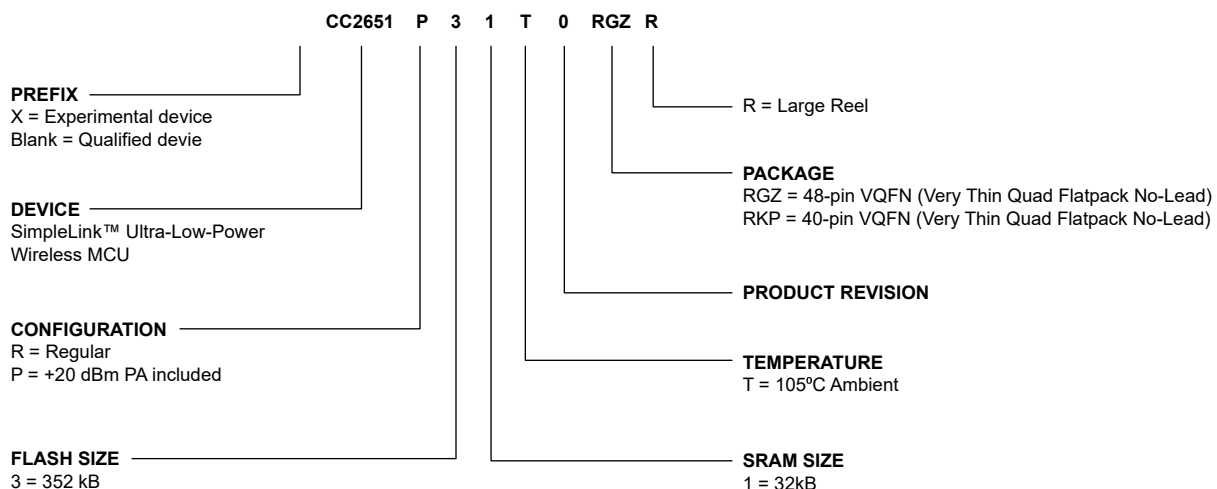 CC2651 P 3 1 T 0 RGZ R
PREFIX
X = Experimental device
Blank = Qualified devie
DEVICE
SimpleLink™ Ultra-Low-Power
Wireless MCU
CONFIGURATION
R = Regular
P = +20 dBm PA included
FLASH SIZE
3 = 352 kB
R = Large Reel
PACKAGE
RGZ = 48-pin VQFN (Very Thin Quad Flatpack No-Lead)
RKP = 40-pin VQFN (Very Thin Quad Flatpack No-Lead)
PRODUCT REVISION
TEMPERATURE
T = 105ºC Ambient
SRAM SIZE
1 = 32kB